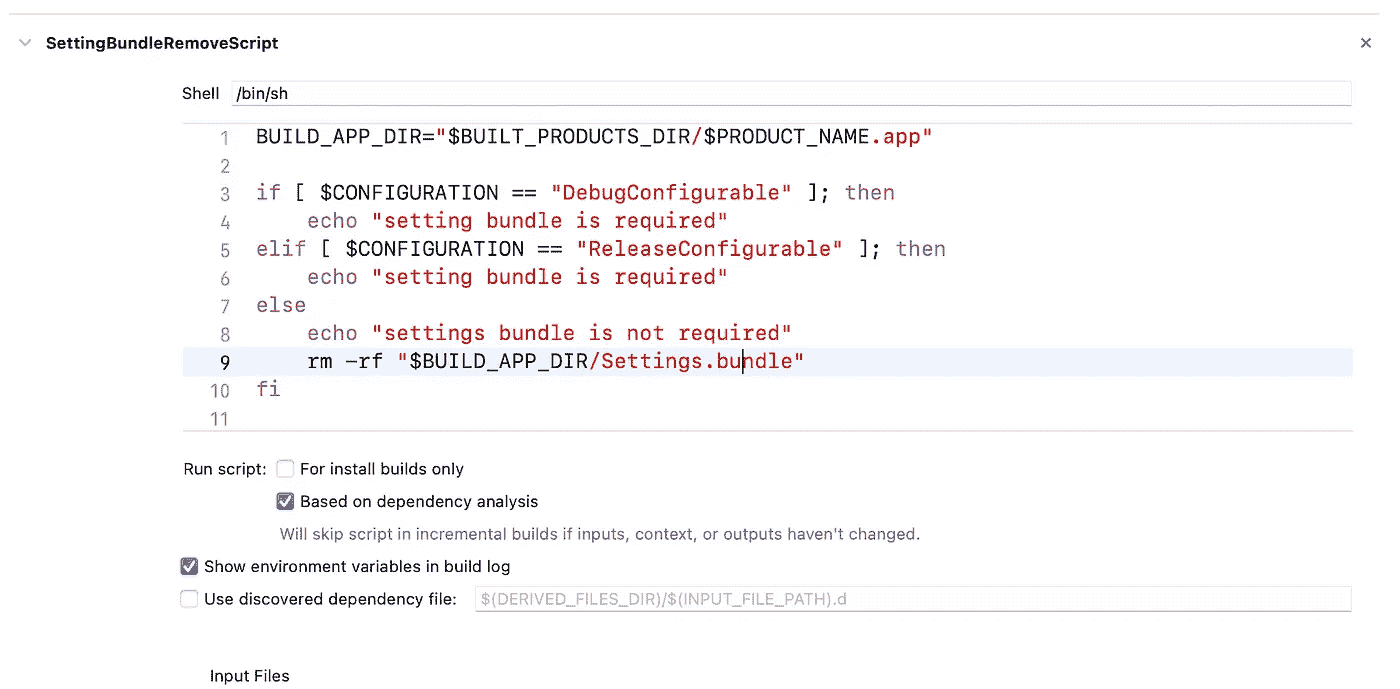 SettingBundleRemoveScript
Shell /bin/sh
1 BUILD_APP_DIR="$BUILT_PRODUCTS_DIR/$PRODUCT_NAME.app"
2
3 if [ $CONFIGURATION == "DebugConfigurable" ]; then
4 echo "setting bundle is required"
5 elif [ $CONFIGURATION == "ReleaseConfigurable" ]; then
6 echo "setting bundle is required"
7 else
8 echo "settings bundle is not required"
9 rm -rf "$BUILD_APP_DIR/Settings.bundle"
10 fi
11
Run script: For install builds only
Based on dependency analysis
Will skip script in incremental builds if inputs, context, or outputs haven't changed.
Show environment variables in build log
Use discovered dependency file: $(DERIVED_FILES_DIR)/$(INPUT_FILE_PATH).d
Input Files